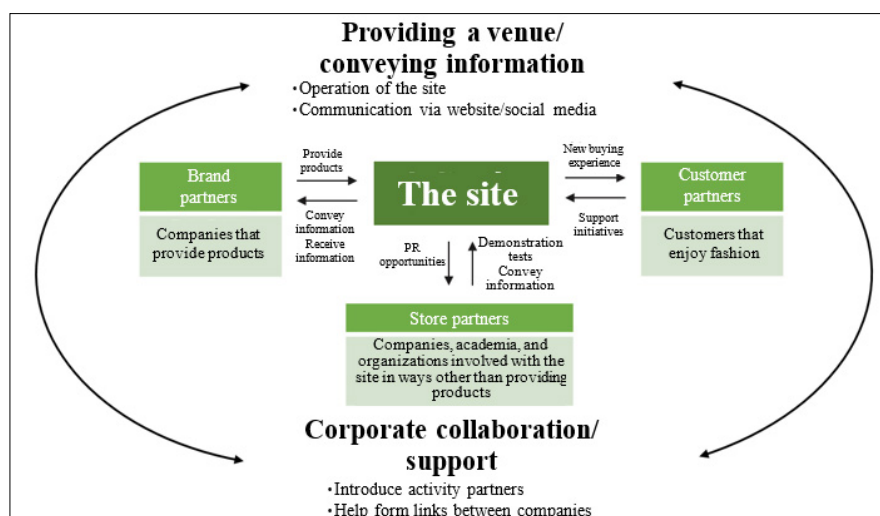 Providing a venue/
conveying information
・Operation of the site
・Communication via website/social media
Provide
products
New buying
experience
Brand
partners
The site
Customer
partners
Companies that
provide products
Convey
information
Receive
information
Support
initiatives
Customers that
enjoy fashion
PR
opportunities
Demonstration
tests
Convey
information
Store partners
Companies, academia, and
organizations involved with the
site in ways other than providing
products
Corporate collaboration/
support
・Introduce activity partners
・Help form links between companies